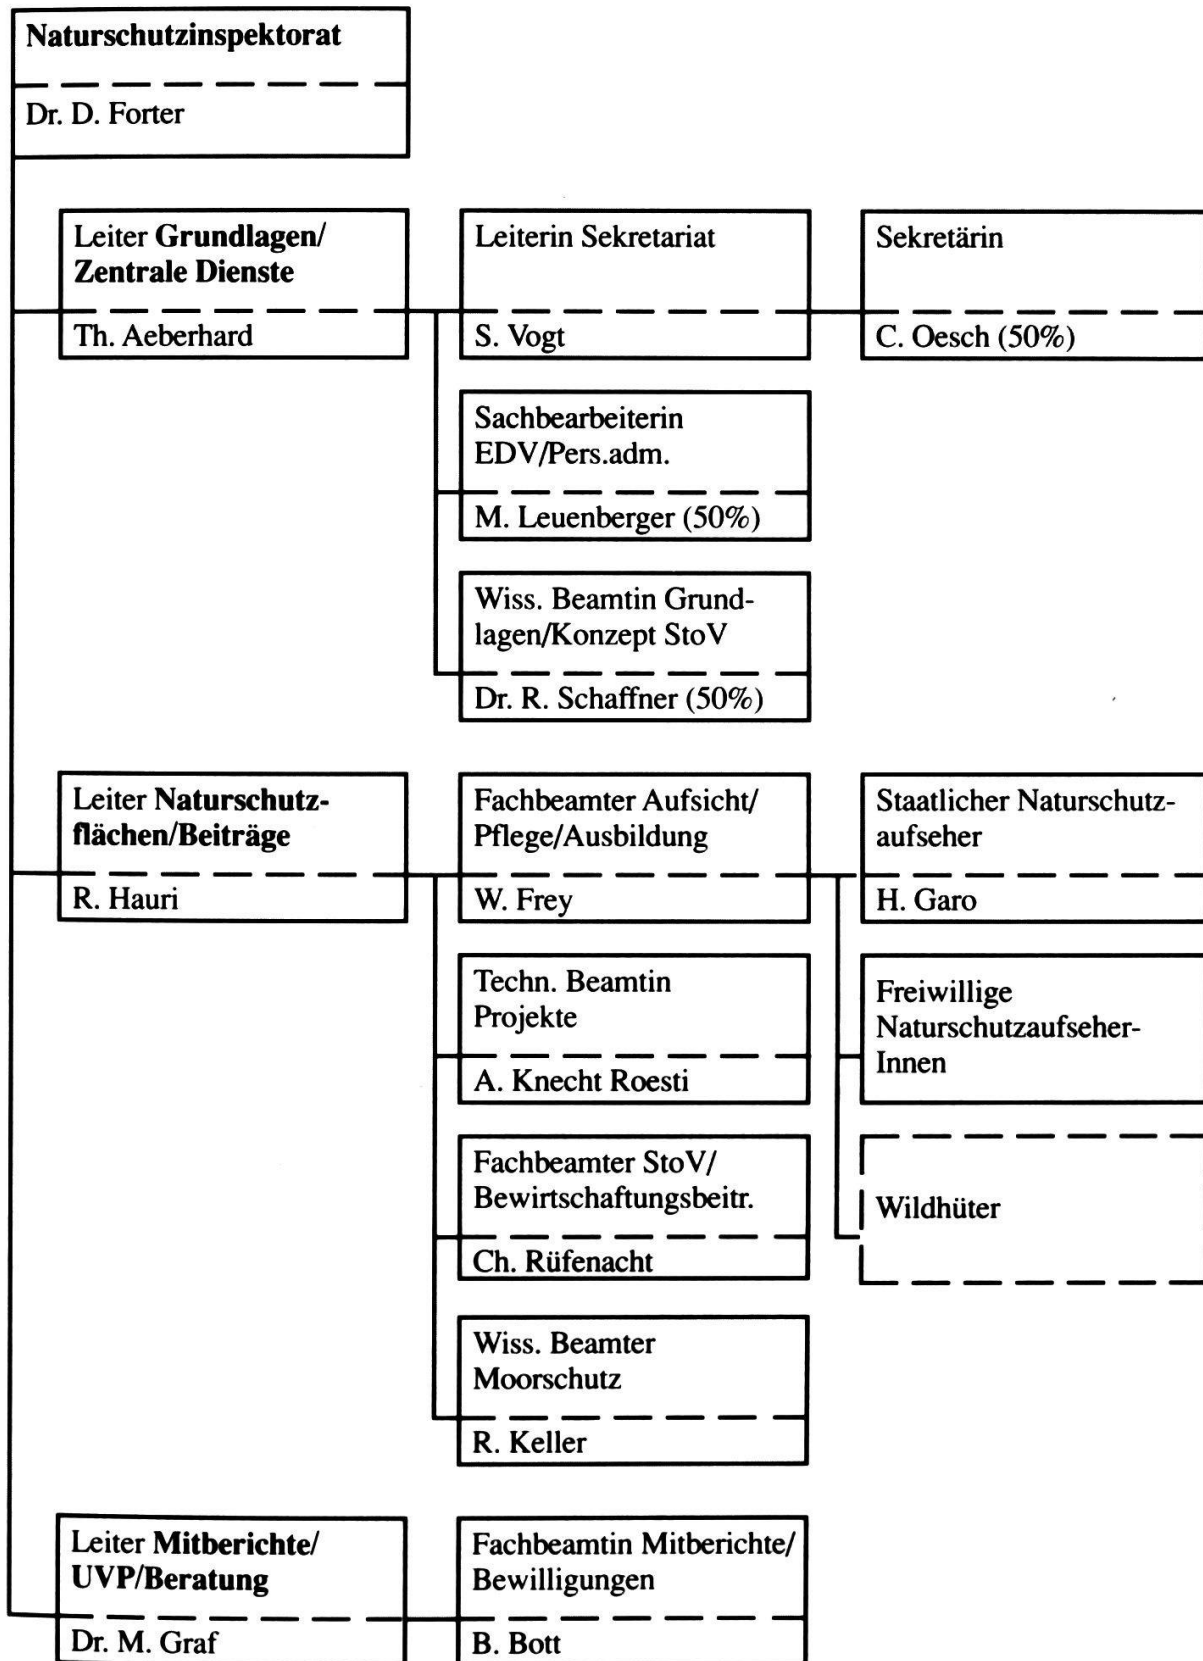 Naturschutzinspektorat
Dr. D. Forter
Leiter Grundlagen/
Zentrale Dienste
Th. Aeberhard
Leiterin Sekretariat
S. Vogt
Sekretärin
C. Oesch (50%)
Sachbearbeiterin
EDV/Pers.adm.
M. Leuenberger (50%)
Wiss. Beamtin Grund-
lagen/Konzept StoV
Dr. R. Schaffner (50%)
Leiter Naturschutz-
flächen/Beiträge
R. Hauri
Fachbeamter Aufsicht/
Pflege/Ausbildung
W. Frey
Staatlicher Naturschutz-
aufseher
H. Garo
Techn. Beamtin
Projekte
A. Knecht Roesti
Freiwillige
Naturschutzaufseher-
Innen
Fachbeamter StoV/
Bewirtschaftungsbeitr.
Ch. Rüfenacht
Wildhüter
Wiss. Beamter
Moorschutz
R. Keller
Leiter Mitberichte/
UVP/Beratung
Dr. M. Graf
Fachbeamtin Mitberichte/
Bewilligungen
B. Bott